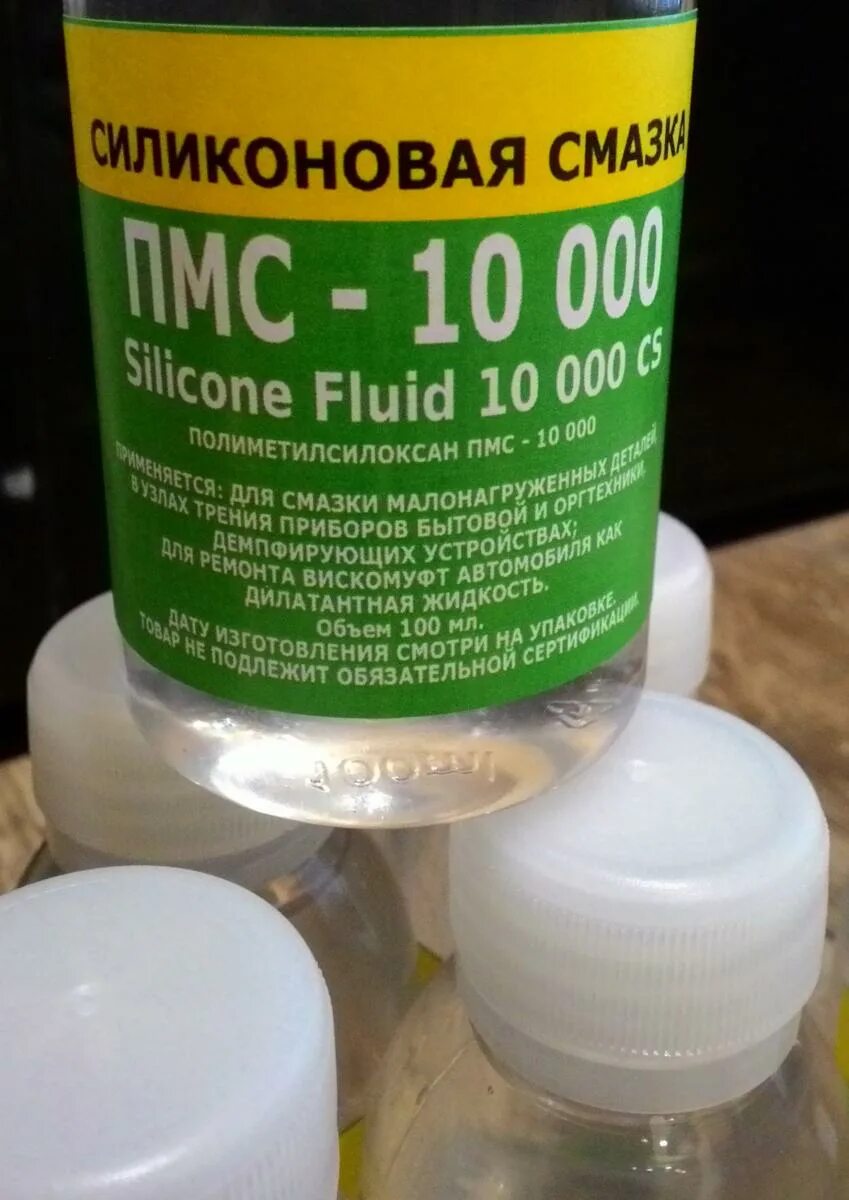 СИЛИКОНОВАЯ СМАЗКА
ПМС - 10 000
Silicone Fluid 10 000 CS
ПОЛИМЕТИЛСИЛОКСАН ПМС - 10 000
ПРИМЕНЯЕТСЯ: ДЛЯ СМАЗКИ МАЛОНАГРУЖЕННЫХ ДЕТАЛЕЙ
В УЗЛАХ ТРЕНИЯ ПРИБОРОВ БЫТОВОЙ И ОРГТЕХНИКИ,
ДЕМПФИРУЮЩИХ УСТРОЙСТВАХ;
ДЛЯ РЕМОНТА ВИСКОМУФТ АВТОМОБИЛЯ КАК
ДИЛАТАНТНАЯ ЖИДКОСТЬ.
Объем 100 мл.
ДАТУ ИЗГОТОВЛЕНИЯ СМОТРИ НА УПАКОВКЕ.
ТОВАР НЕ ПОДЛЕЖИТ ОБЯЗАТЕЛЬНОЙ СЕРТИФИКАЦИИ.
100ml